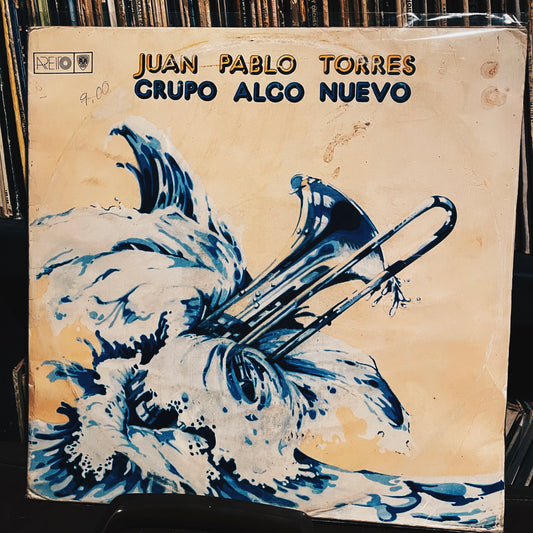 AREITO
JUAN PABLO TORRES
GRUPO ALGO NUEVO
9.00